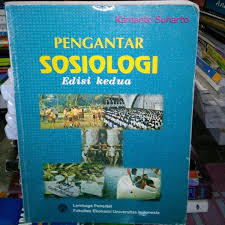 Kamanto Sunarto
PENGANTAR
SOSIOLOGI
Edisi kedua
Lembaga Penerbit
Fakultas Ekonomi Universitas Indonesia